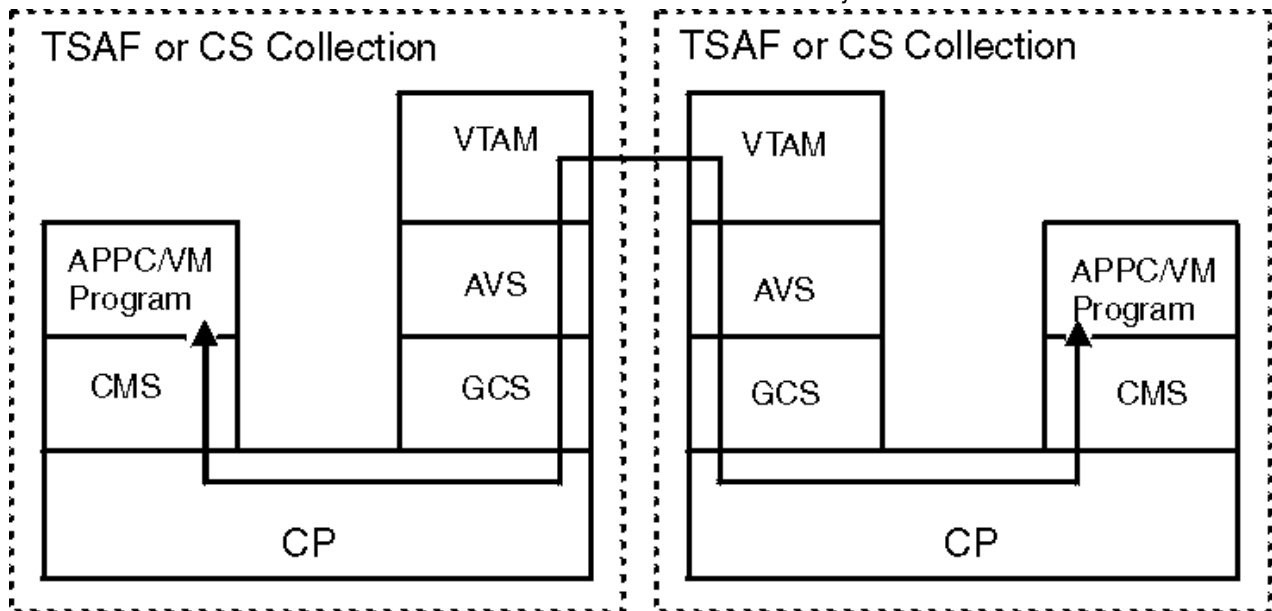 TSAF or CS Collection
VTAM
AVS
GCS
APPC/VM
Program
CMS
CP
TSAF or CS Collection
VTAM
AVS
GCS
APPC/VM
Program
CMS
CP